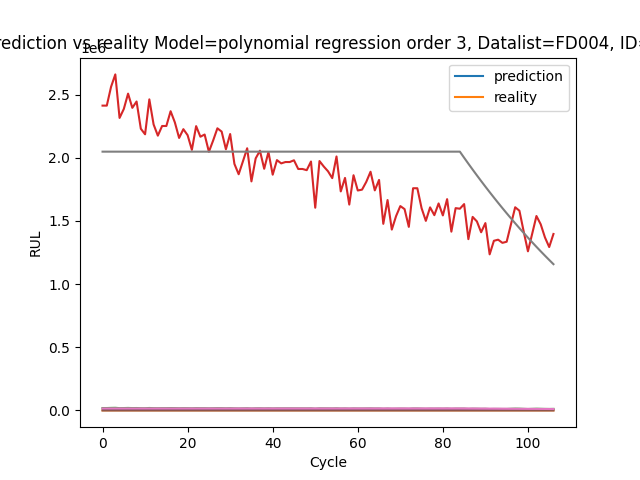 rediction vs reality Model=polynomial regression order 3, Datalist=FD004, ID=
1e6
prediction
reality
2.5
2.0
1.5
1.0
0.5
0.0
RUL
0 20 40 60 80 100
Cycle